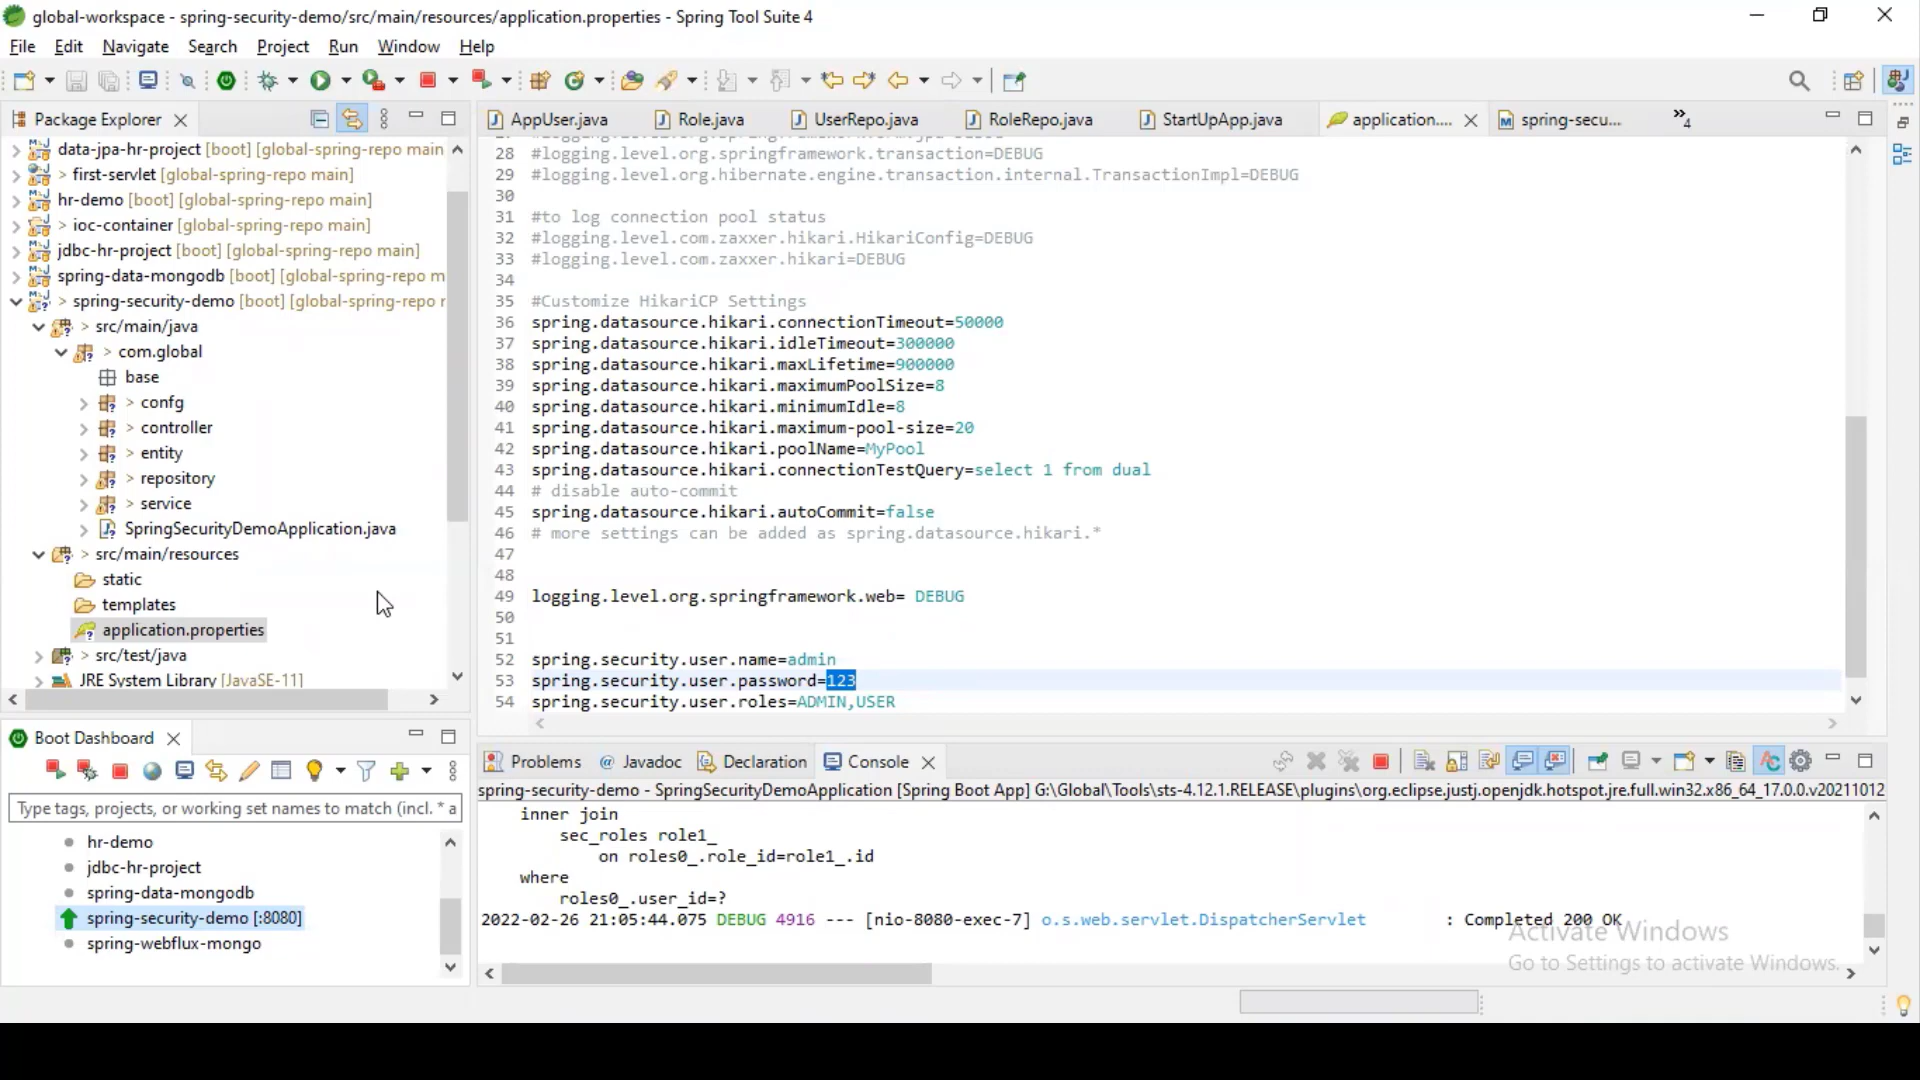 global-workspace - spring-security-demo/src/main/resources/application.properties - Spring Tool Suite 4
File Edit Navigate Search Project Run Window Help
Package Explorer
data-jpa-hr-project [boot] [global-spring-repo main
> first-servlet [global-spring-repo main]
hr-demo [boot] [global-spring-repo main]
> ioc-container [global-spring-repo main]
jdbc-hr-project [boot] [global-spring-repo main]
spring-data-mongodb [boot] [global-spring-repo m
> spring-security-demo [boot] [global-spring-repo r
> src/main/java
> com.global
base
> confg
> controller
> entity
> repository
> service
SpringSecurityDemoApplication.java
> src/main/resources
static
templates
application.properties
> src/test/java
JRE System Library [JavaSE-11]
AppUser.java Role.java UserRepo.java RoleRepo.java StartUpApp.java application.... spring-secu... »4
28 #logging.level.org.springframework.transaction=DEBUG
29 #logging.level.org.hibernate.engine.transaction.internal.TransactionImpl=DEBUG
30
31 #to log connection pool status
32 #logging.level.com.zaxxer.hikari.HikariConfig=DEBUG
33 #logging.level.com.zaxxer.hikari=DEBUG
34
35 #Customize HikariCP Settings
36 spring.datasource.hikari.connectionTimeout=50000
37 spring.datasource.hikari.idleTimeout=300000
38 spring.datasource.hikari.maxLifetime=900000
39 spring.datasource.hikari.maximumPoolSize=8
40 spring.datasource.hikari.minimumIdle=8
41 spring.datasource.hikari.maximum-pool-size=20
42 spring.datasource.hikari.poolName=MyPool
43 spring.datasource.hikari.connectionTestQuery=select 1 from dual
44 # disable auto-commit
45 spring.datasource.hikari.autoCommit=false
46 # more settings can be added as spring.datasource.hikari.*
47
48
49 logging.level.org.springframework.web= DEBUG
50
51
52 spring.security.user.name=admin
53 spring.security.user.password=123
54 spring.security.user.roles=ADMIN,USER
Boot Dashboard
Type tags, projects, or working set names to match (incl. * a
hr-demo
jdbc-hr-project
spring-data-mongodb
spring-security-demo [:8080]
spring-webflux-mongo
Problems @ Javadoc Declaration Console
spring-security-demo - SpringSecurityDemoApplication [Spring Boot App] G:\Global\Tools\sts-4.12.1.RELEASE\plugins\org.eclipse.justj.openjdk.hotspot.jre.full.win32.x86_64_17.0.0.v20211012
inner join
sec_roles role1_
on roles0_.role_id=role1_.id
where
roles0_.user_id=?
2022-02-26 21:05:44.075 DEBUG 4916 --- [nio-8080-exec-7] o.s.web.servlet.DispatcherServlet : Completed 200 OK
Activate Windows
Go to Settings to activate Windows.